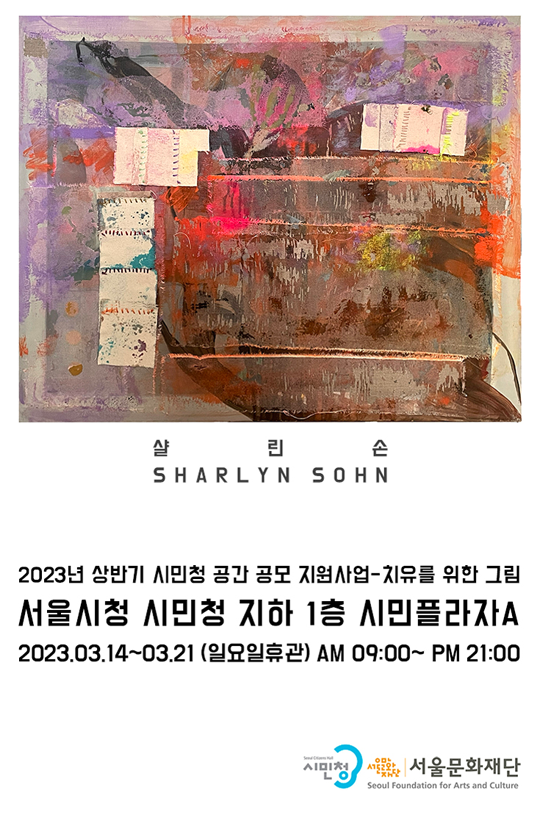 샬 린 손
SHARLYN SOHN
2023년 상반기 시민청 공간 공모 지원사업-치유를 위한 그림
서울시청 시민청 지하 1층 시민플라자A
2023.03.14~03.21 (일요일휴관) AM 09:00~ PM 21:00
Seoul Citizens Hall
시민청
서울문화재단
Seoul Foundation for Arts and Culture